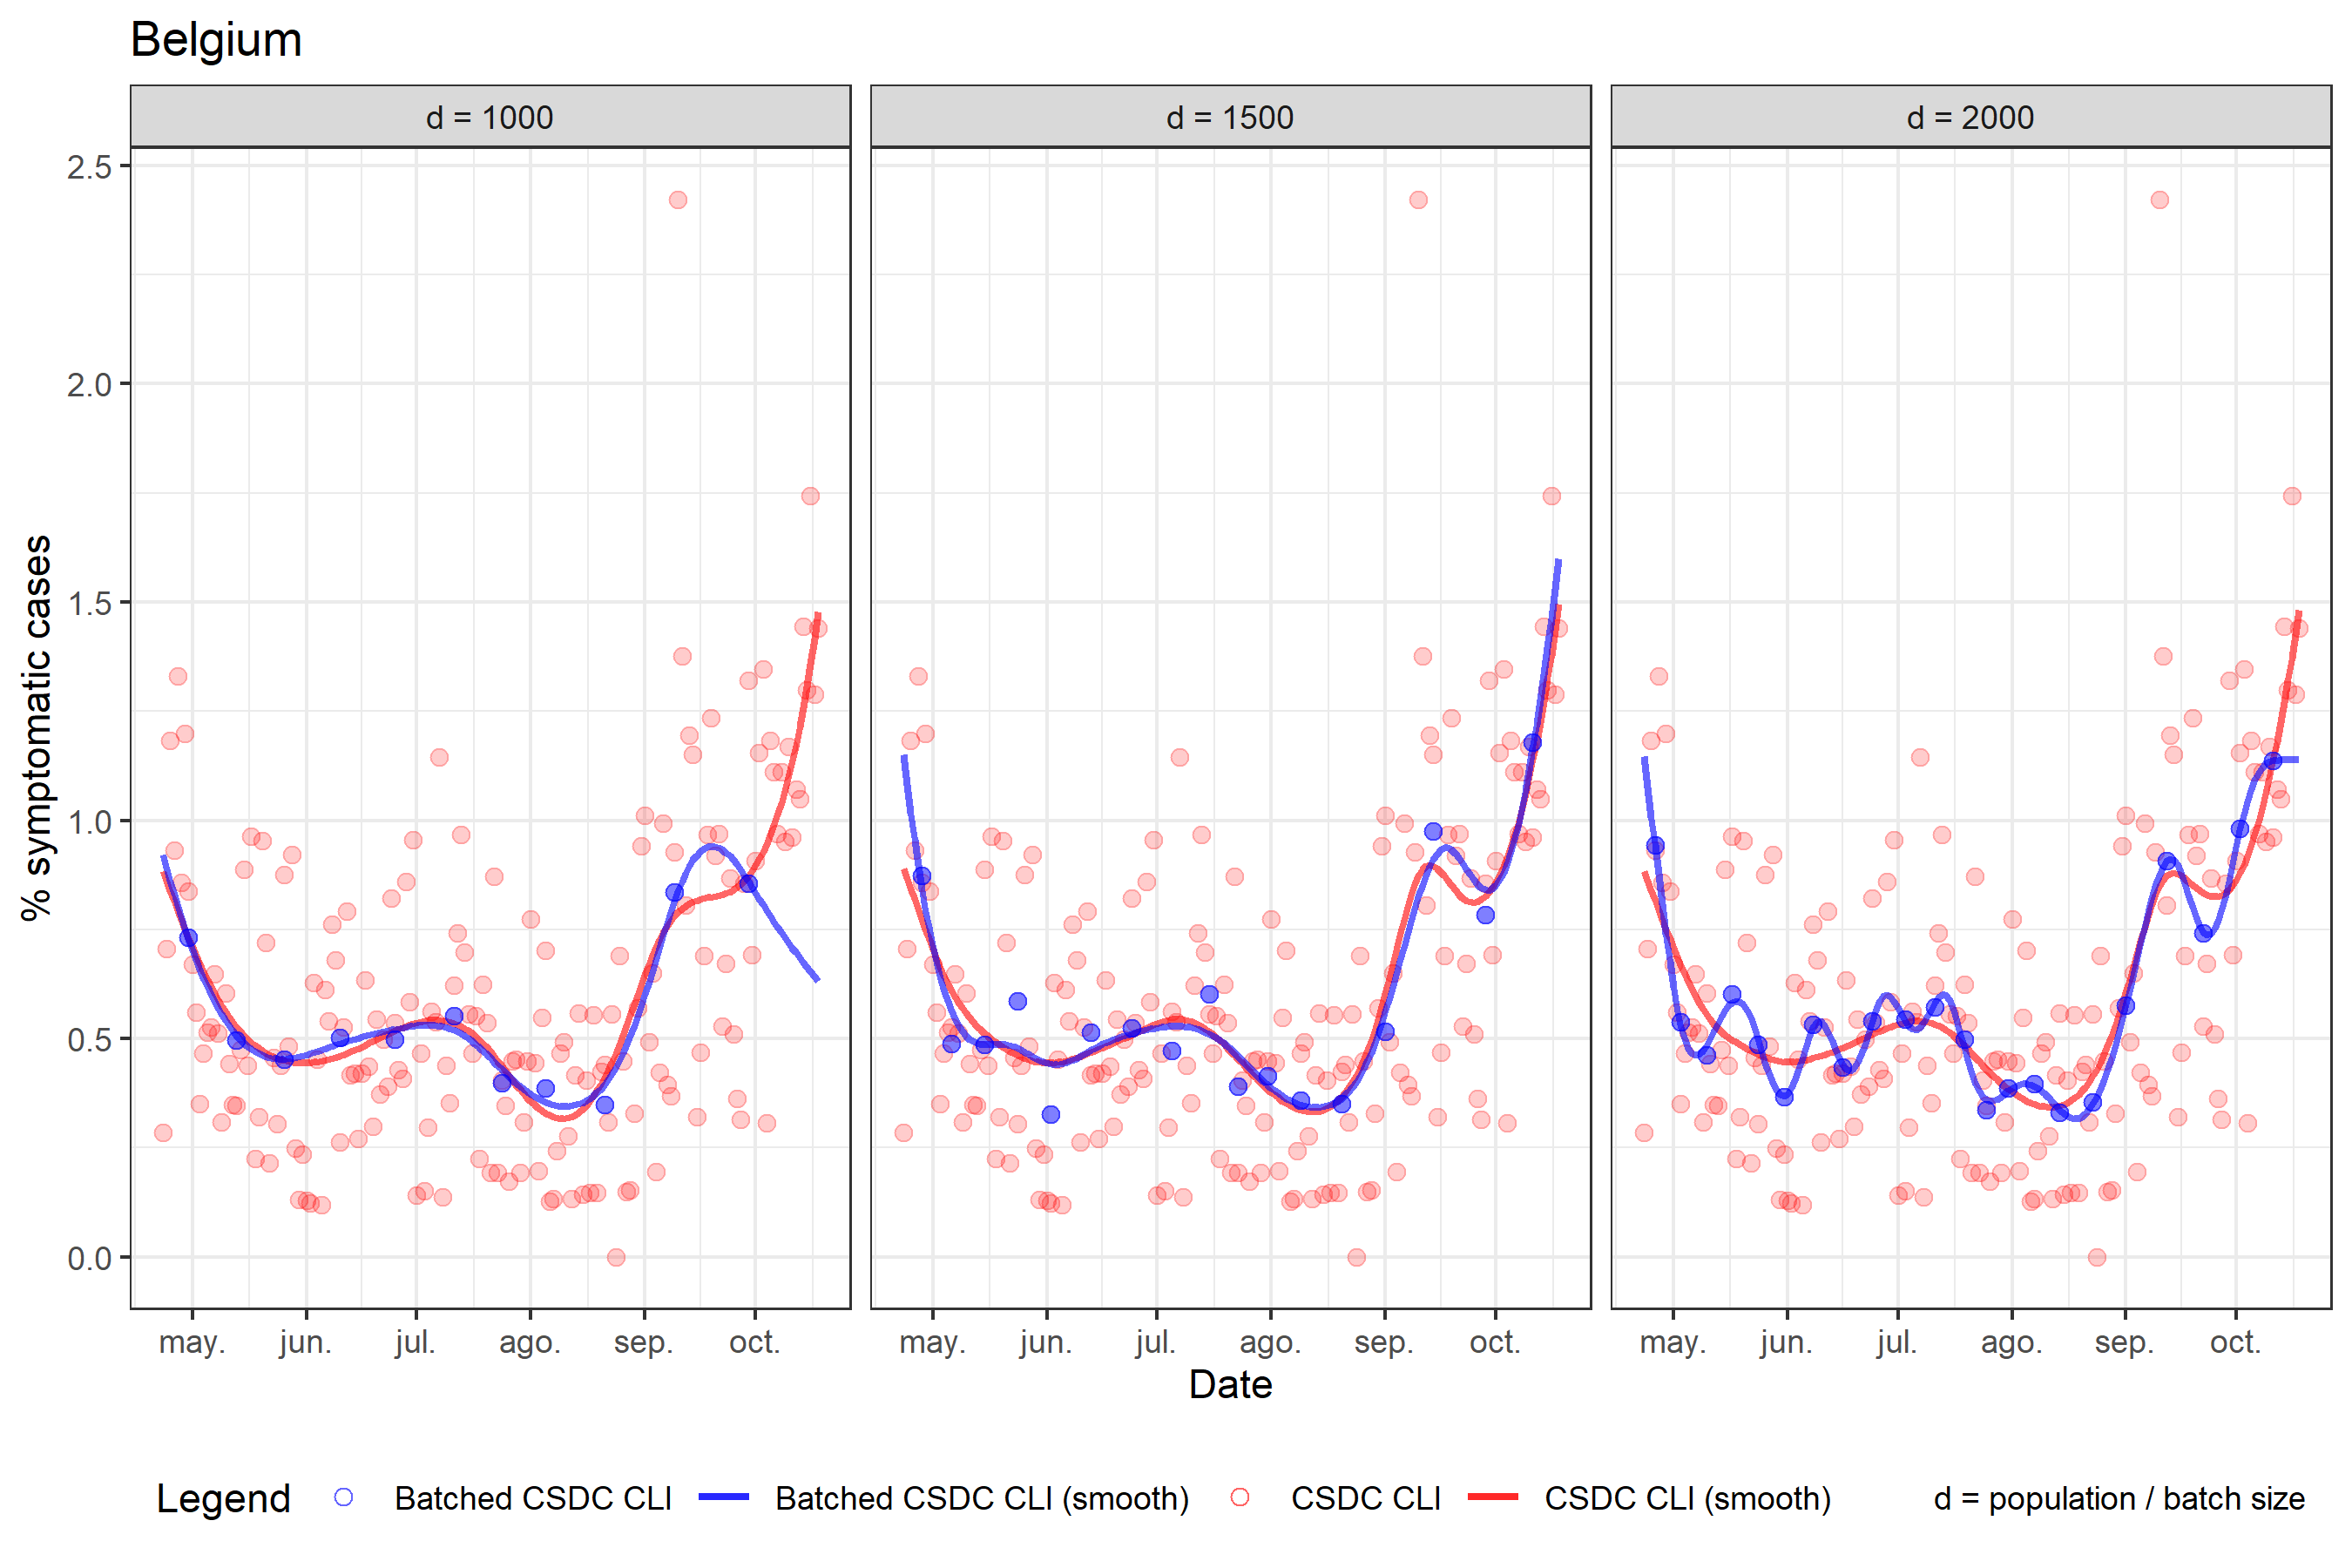 Belgium
d = 1000
d = 1500
d = 2000
% symptomatic cases
2.5
2.0
1.5
1.0
0.5
0.0
may. jun. jul. ago. sep. oct.
may. jun. jul. ago. sep. oct.
may. jun. jul. ago. sep. oct.
Date
Legend Batched CSDC CLI Batched CSDC CLI (smooth) CSDC CLI CSDC CLI (smooth) d = population / batch size